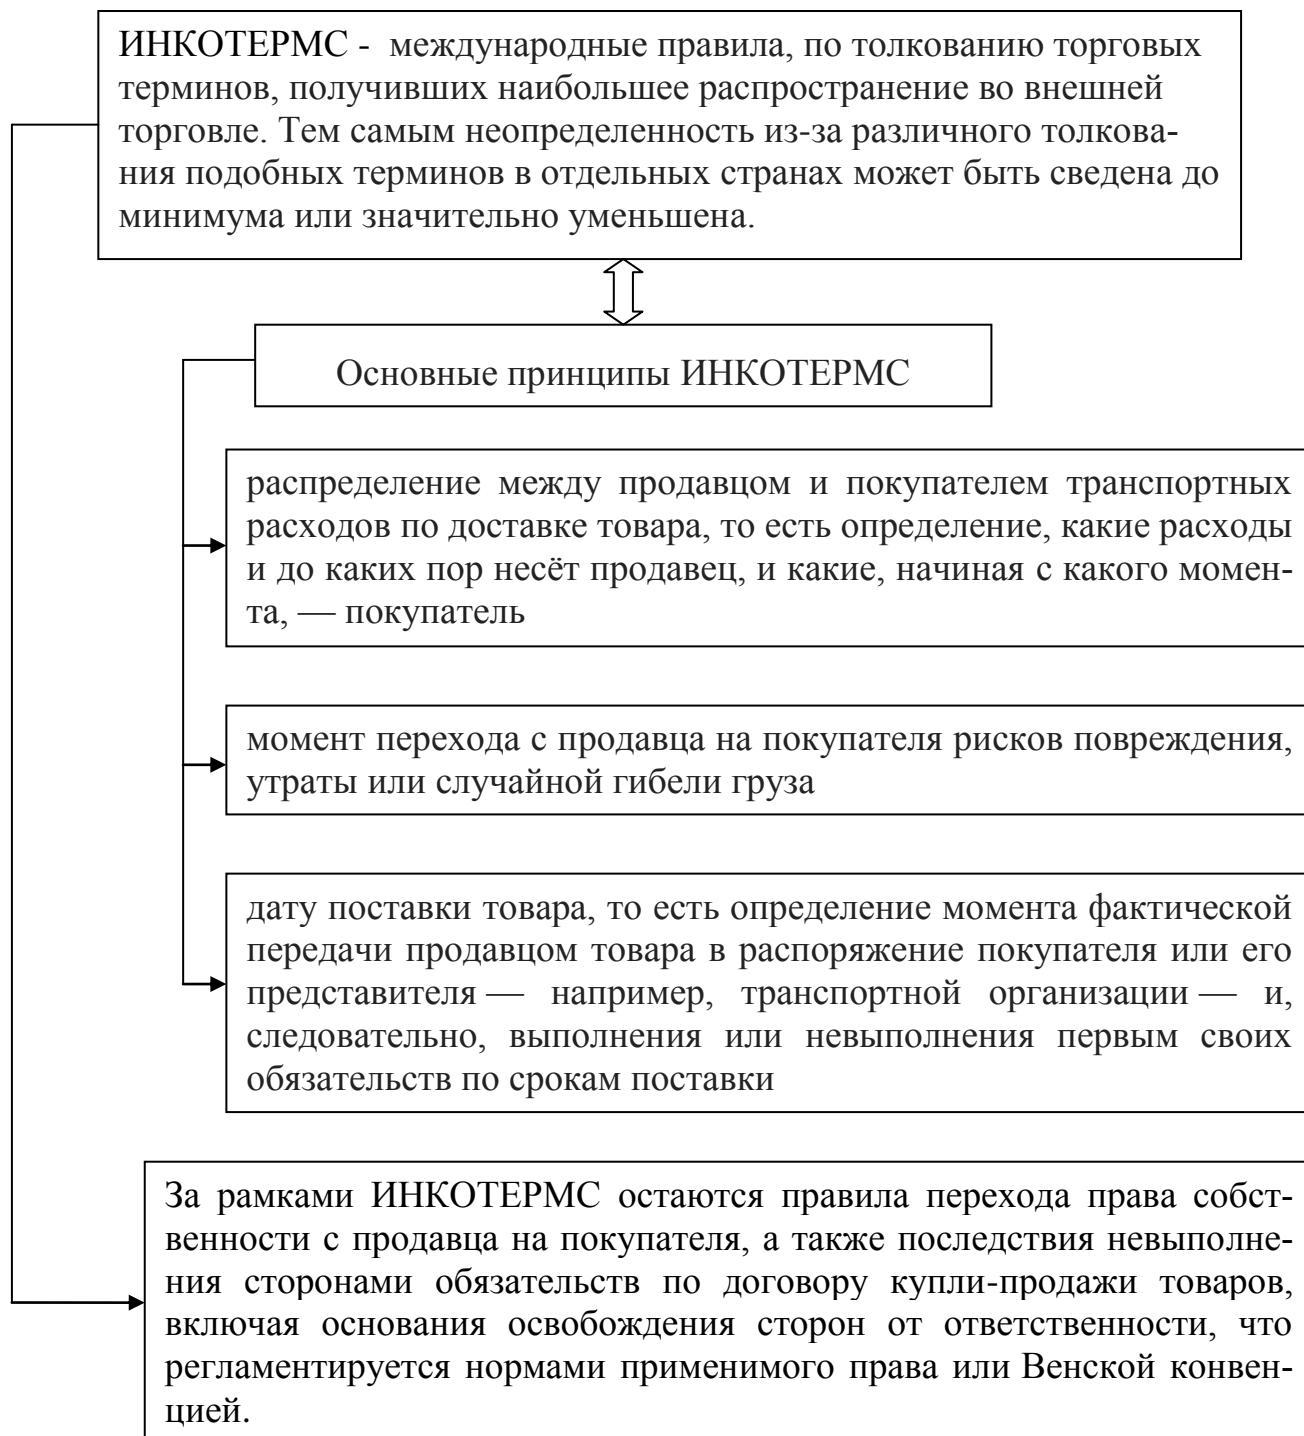 ИНКОТЕРМС - международные правила, по толкованию торговых
терминов, получивших наибольшее распространение во внешней
торговле. Тем самым неопределенность из-за различного толкова-
ния подобных терминов в отдельных странах может быть сведена до
минимума или значительно уменьшена.
Основные принципы ИНКОТЕРМС
распределение между продавцом и покупателем транспортных
расходов по доставке товара, то есть определение, какие расходы
и до каких пор несёт продавец, и какие, начиная с какого момен-
та, — покупатель
момент перехода с продавца на покупателя рисков повреждения,
утраты или случайной гибели груза
дату поставки товара, то есть определение момента фактической
передачи продавцом товара в распоряжение покупателя или его
представителя — например, транспортной организации — и,
следовательно, выполнения или невыполнения первым своих
обязательств по срокам поставки
За рамками ИНКОТЕРМС остаются правила перехода права собст-
венности с продавца на покупателя, а также последствия невыполне-
ния сторонами обязательств по договору купли-продажи товаров,
включая основания освобождения сторон от ответственности, что
регламентируется нормами применимого права или Венской конвен-
цией.